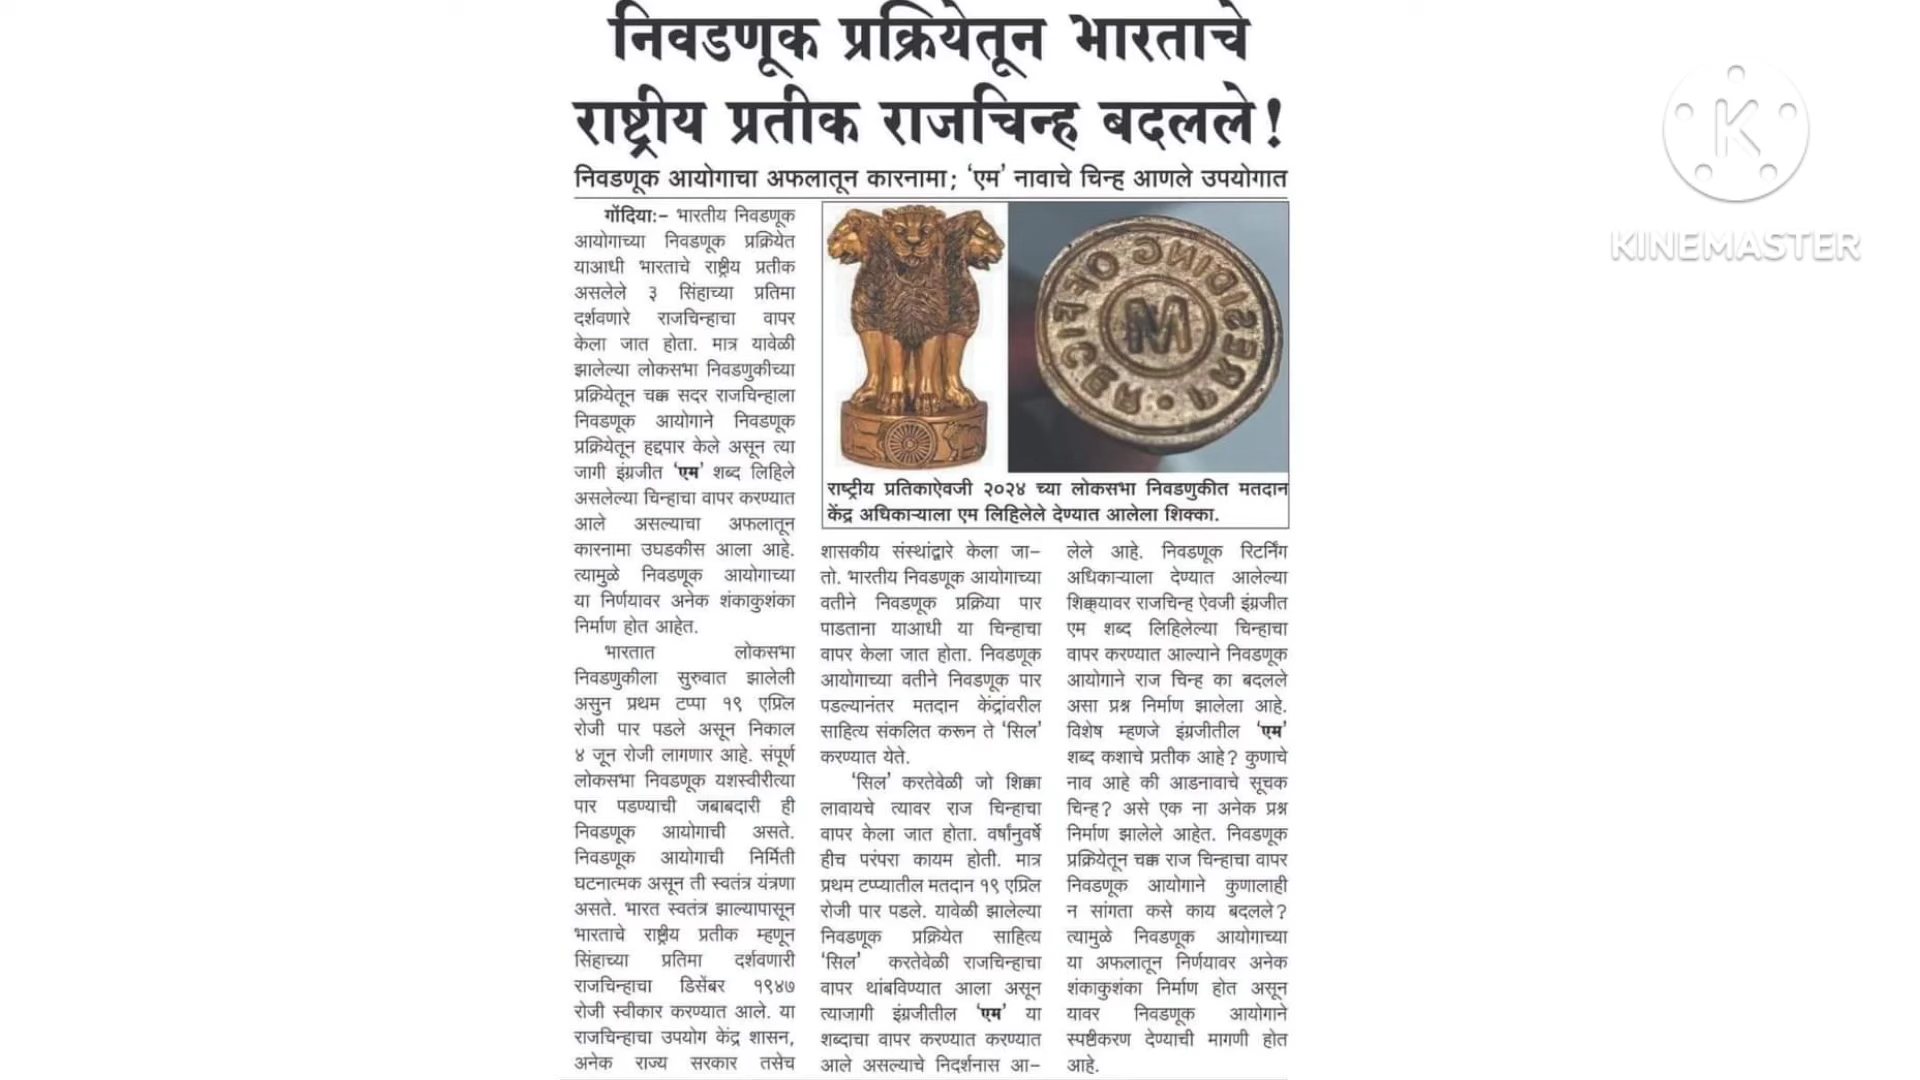 निवडणूक प्रक्रियेतून भारताचे
राष्ट्रीय प्रतीक राजचिन्ह बदलले!
निवडणूक आयोगाचा अफलातून कारनामा; ‘एम’ नावाचे चिन्ह आणले उपयोगात
गोंदिया:- भारतीय निवडणूक
आयोगाच्या निवडणूक प्रक्रियेत
याआधी भारताचे राष्ट्रीय प्रतीक
असलेले ३ सिंहाच्या प्रतिमा
दर्शवणारे राजचिन्हाचा वापर
केला जात होता. मात्र यावेळी
झालेल्या लोकसभा निवडणुकीच्या
प्रक्रियेतून चक्क सदर राजचिन्हाला
निवडणूक आयोगाने निवडणूक
प्रक्रियेतून हद्दपार केले असून त्या
जागी इंग्रजीत ‘एम’ शब्द लिहिले
असलेल्या चिन्हाचा वापर करण्यात
आले असल्याचा अफलातून
कारनामा उघडकीस आला आहे.
त्यामुळे निवडणूक आयोगाच्या
या निर्णयावर अनेक शंकाकुशंका
निर्माण होत आहेत.
भारतात लोकसभा
निवडणुकीला सुरुवात झालेली
असुन प्रथम टप्पा १९ एप्रिल
रोजी पार पडले असून निकाल
४ जून रोजी लागणार आहे. संपूर्ण
लोकसभा निवडणूक यशस्वीरीत्या
पार पडण्याची जबाबदारी ही
निवडणूक आयोगाची असते.
निवडणूक आयोगाची निर्मिती
घटनात्मक असून ती स्वतंत्र यंत्रणा
असते. भारत स्वतंत्र झाल्यापासून
भारताचे राष्ट्रीय प्रतीक म्हणून
सिंहाच्या प्रतिमा दर्शवणारी
राजचिन्हाचा डिसेंबर १९४७
रोजी स्वीकार करण्यात आले. या
राजचिन्हाचा उपयोग केंद्र शासन,
अनेक राज्य सरकार तसेच
PRESIDING OFFICER
M
राष्ट्रीय प्रतिकाऐवजी २०२४ च्या लोकसभा निवडणुकीत मतदान
केंद्र अधिकाऱ्याला एम लिहिलेले देण्यात आलेला शिक्का.
शासकीय संस्थांद्वारे केला जा-
तो. भारतीय निवडणूक आयोगाच्या
वतीने निवडणूक प्रक्रिया पार
पाडताना याआधी या चिन्हाचा
वापर केला जात होता. निवडणूक
आयोगाच्या वतीने निवडणूक पार
पडल्यानंतर मतदान केंद्रांवरील
साहित्य संकलित करून ते ‘सिल’
करण्यात येते.
‘सिल’ करतेवेळी जो शिक्का
लावायचे त्यावर राज चिन्हाचा
वापर केला जात होता. वर्षांनुवर्षे
हीच परंपरा कायम होती. मात्र
प्रथम टप्प्यातील मतदान १९ एप्रिल
रोजी पार पडले. यावेळी झालेल्या
निवडणूक प्रक्रियेत साहित्य
‘सिल’ करतेवेळी राजचिन्हाचा
वापर थांबविण्यात आला असून
त्याजागी इंग्रजीतील ‘एम’ या
शब्दाचा वापर करण्यात करण्यात
आले असल्याचे निदर्शनास आ-
लेले आहे. निवडणूक रिटर्निंग
अधिकाऱ्याला देण्यात आलेल्या
शिक्क्यावर राजचिन्ह ऐवजी इंग्रजीत
एम शब्द लिहिलेल्या चिन्हाचा
वापर करण्यात आल्याने निवडणूक
आयोगाने राज चिन्ह का बदलले
असा प्रश्न निर्माण झालेला आहे.
विशेष म्हणजे इंग्रजीतील ‘एम’
शब्द कशाचे प्रतीक आहे? कुणाचे
नाव आहे की आडनावाचे सूचक
चिन्ह? असे एक ना अनेक प्रश्न
निर्माण झालेले आहेत. निवडणूक
प्रक्रियेतून चक्क राज चिन्हाचा वापर
निवडणूक आयोगाने कुणालाही
न सांगता कसे काय बदलले?
त्यामुळे निवडणूक आयोगाच्या
या अफलातून निर्णयावर अनेक
शंकाकुशंका निर्माण होत असून
यावर निवडणूक आयोगाने
स्पष्टीकरण देण्याची मागणी होत
आहे.
K
KINEMASTER